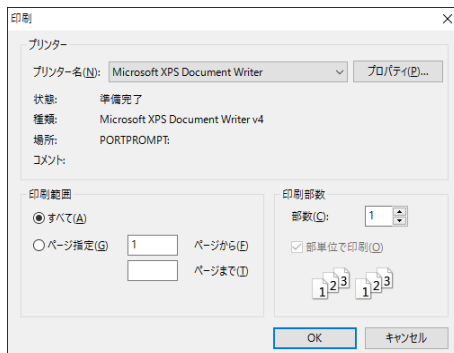 印刷
プリンター
プリンター名(N): Microsoft XPS Document Writer プロパティ(P)...
状態: 準備完了
種類: Microsoft XPS Document Writer v4
場所: PORTPROMPT:
コメント:
印刷範囲
すべて(A)
ページ指定(G) 1 ページから(F)
ページまで(T)
印刷部数
部数(C): 1
部単位で印刷(O)
1 2 3 1 2 3
OK キャンセル